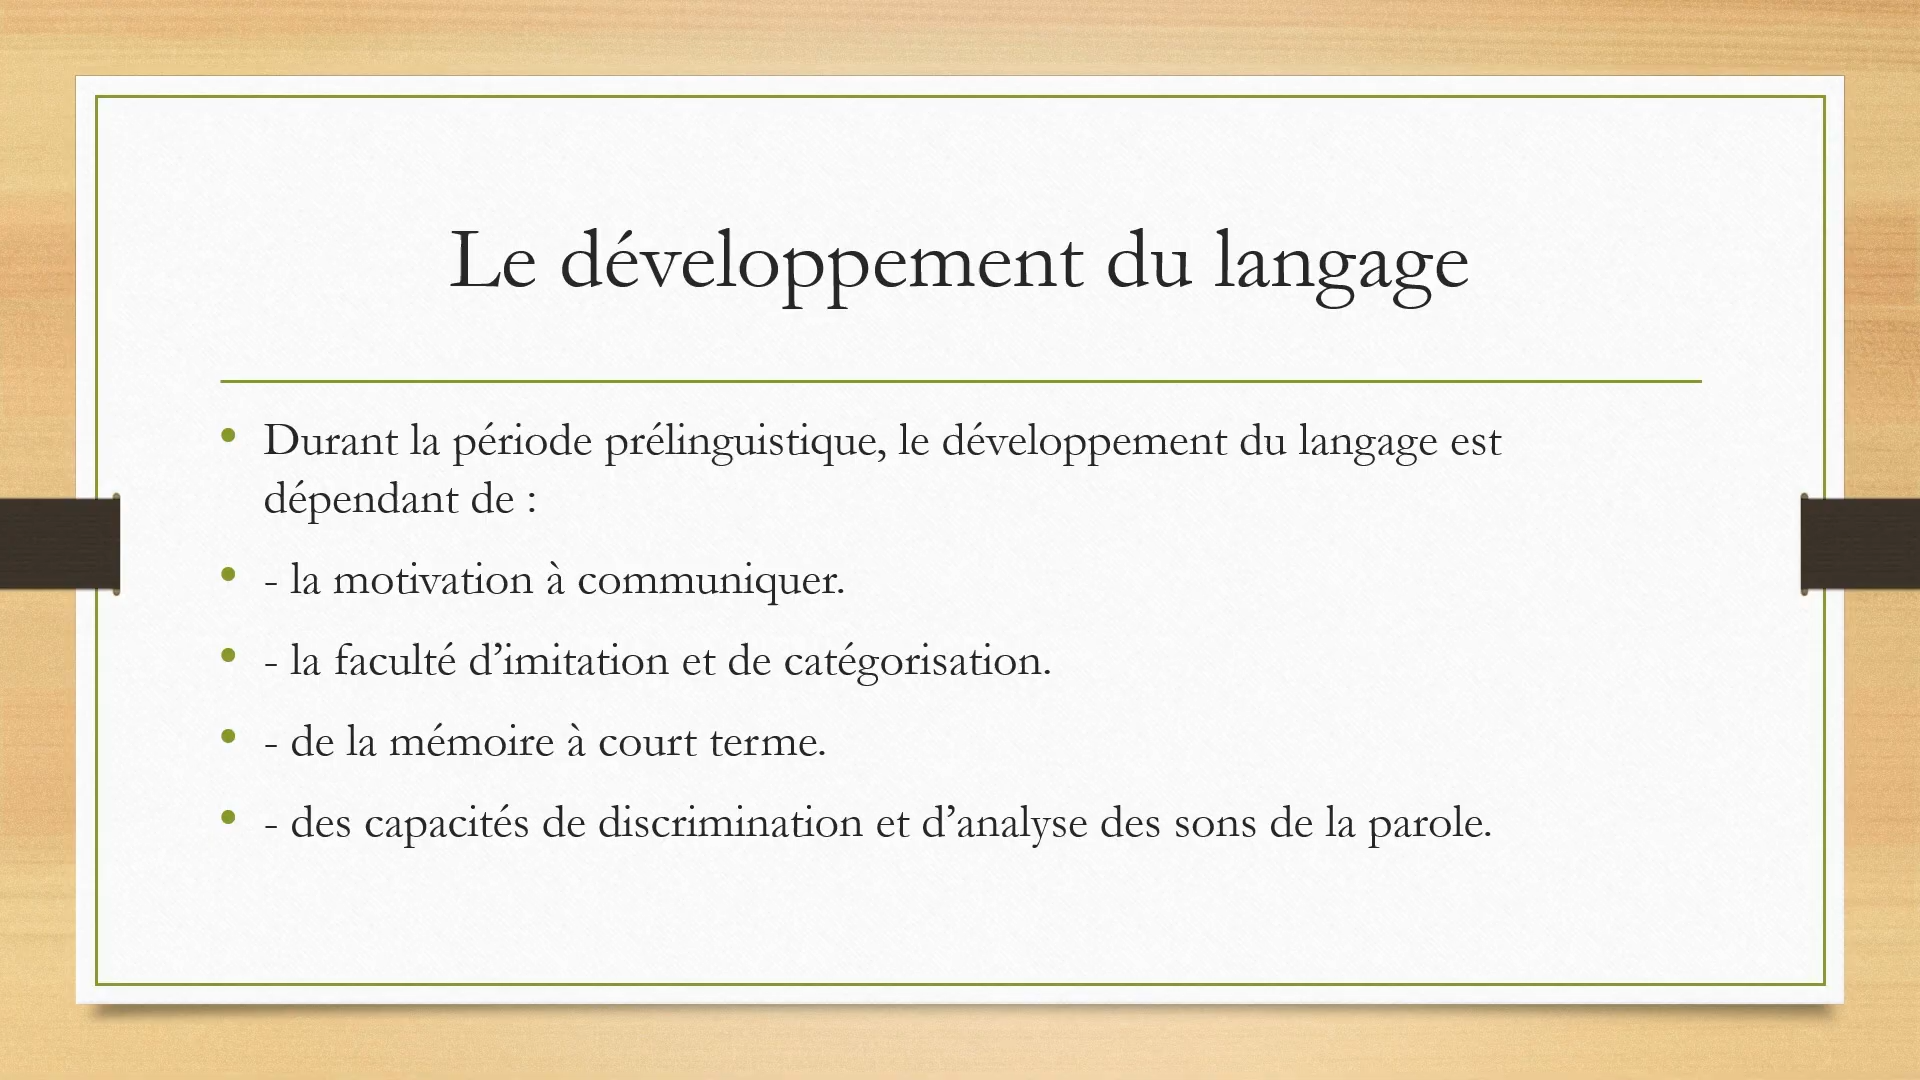 Le développement du langage
• Durant la période prélinguistique, le développement du langage est
dépendant de :
• - la motivation à communiquer.
• - la faculté d’imitation et de catégorisation.
• - de la mémoire à court terme.
• - des capacités de discrimination et d’analyse des sons de la parole.